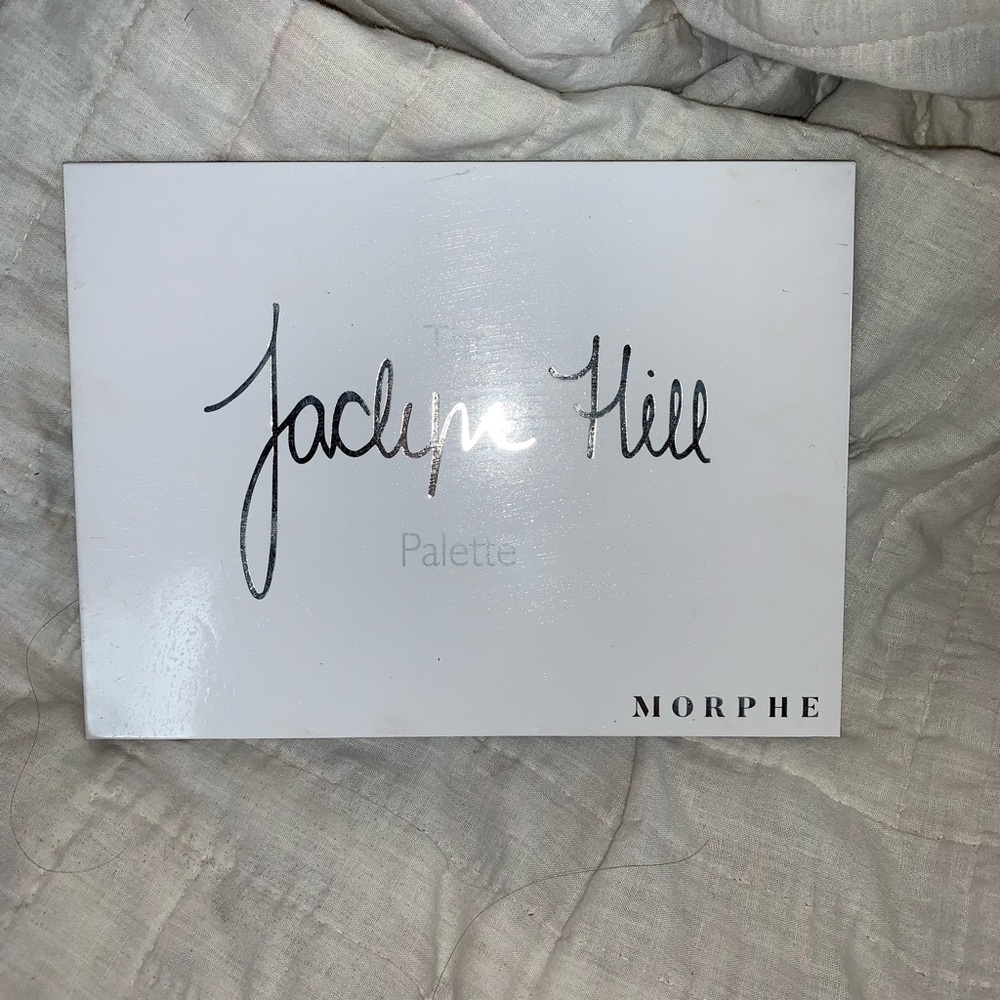 The
Jaclyn Hill
Palette
MORPHE